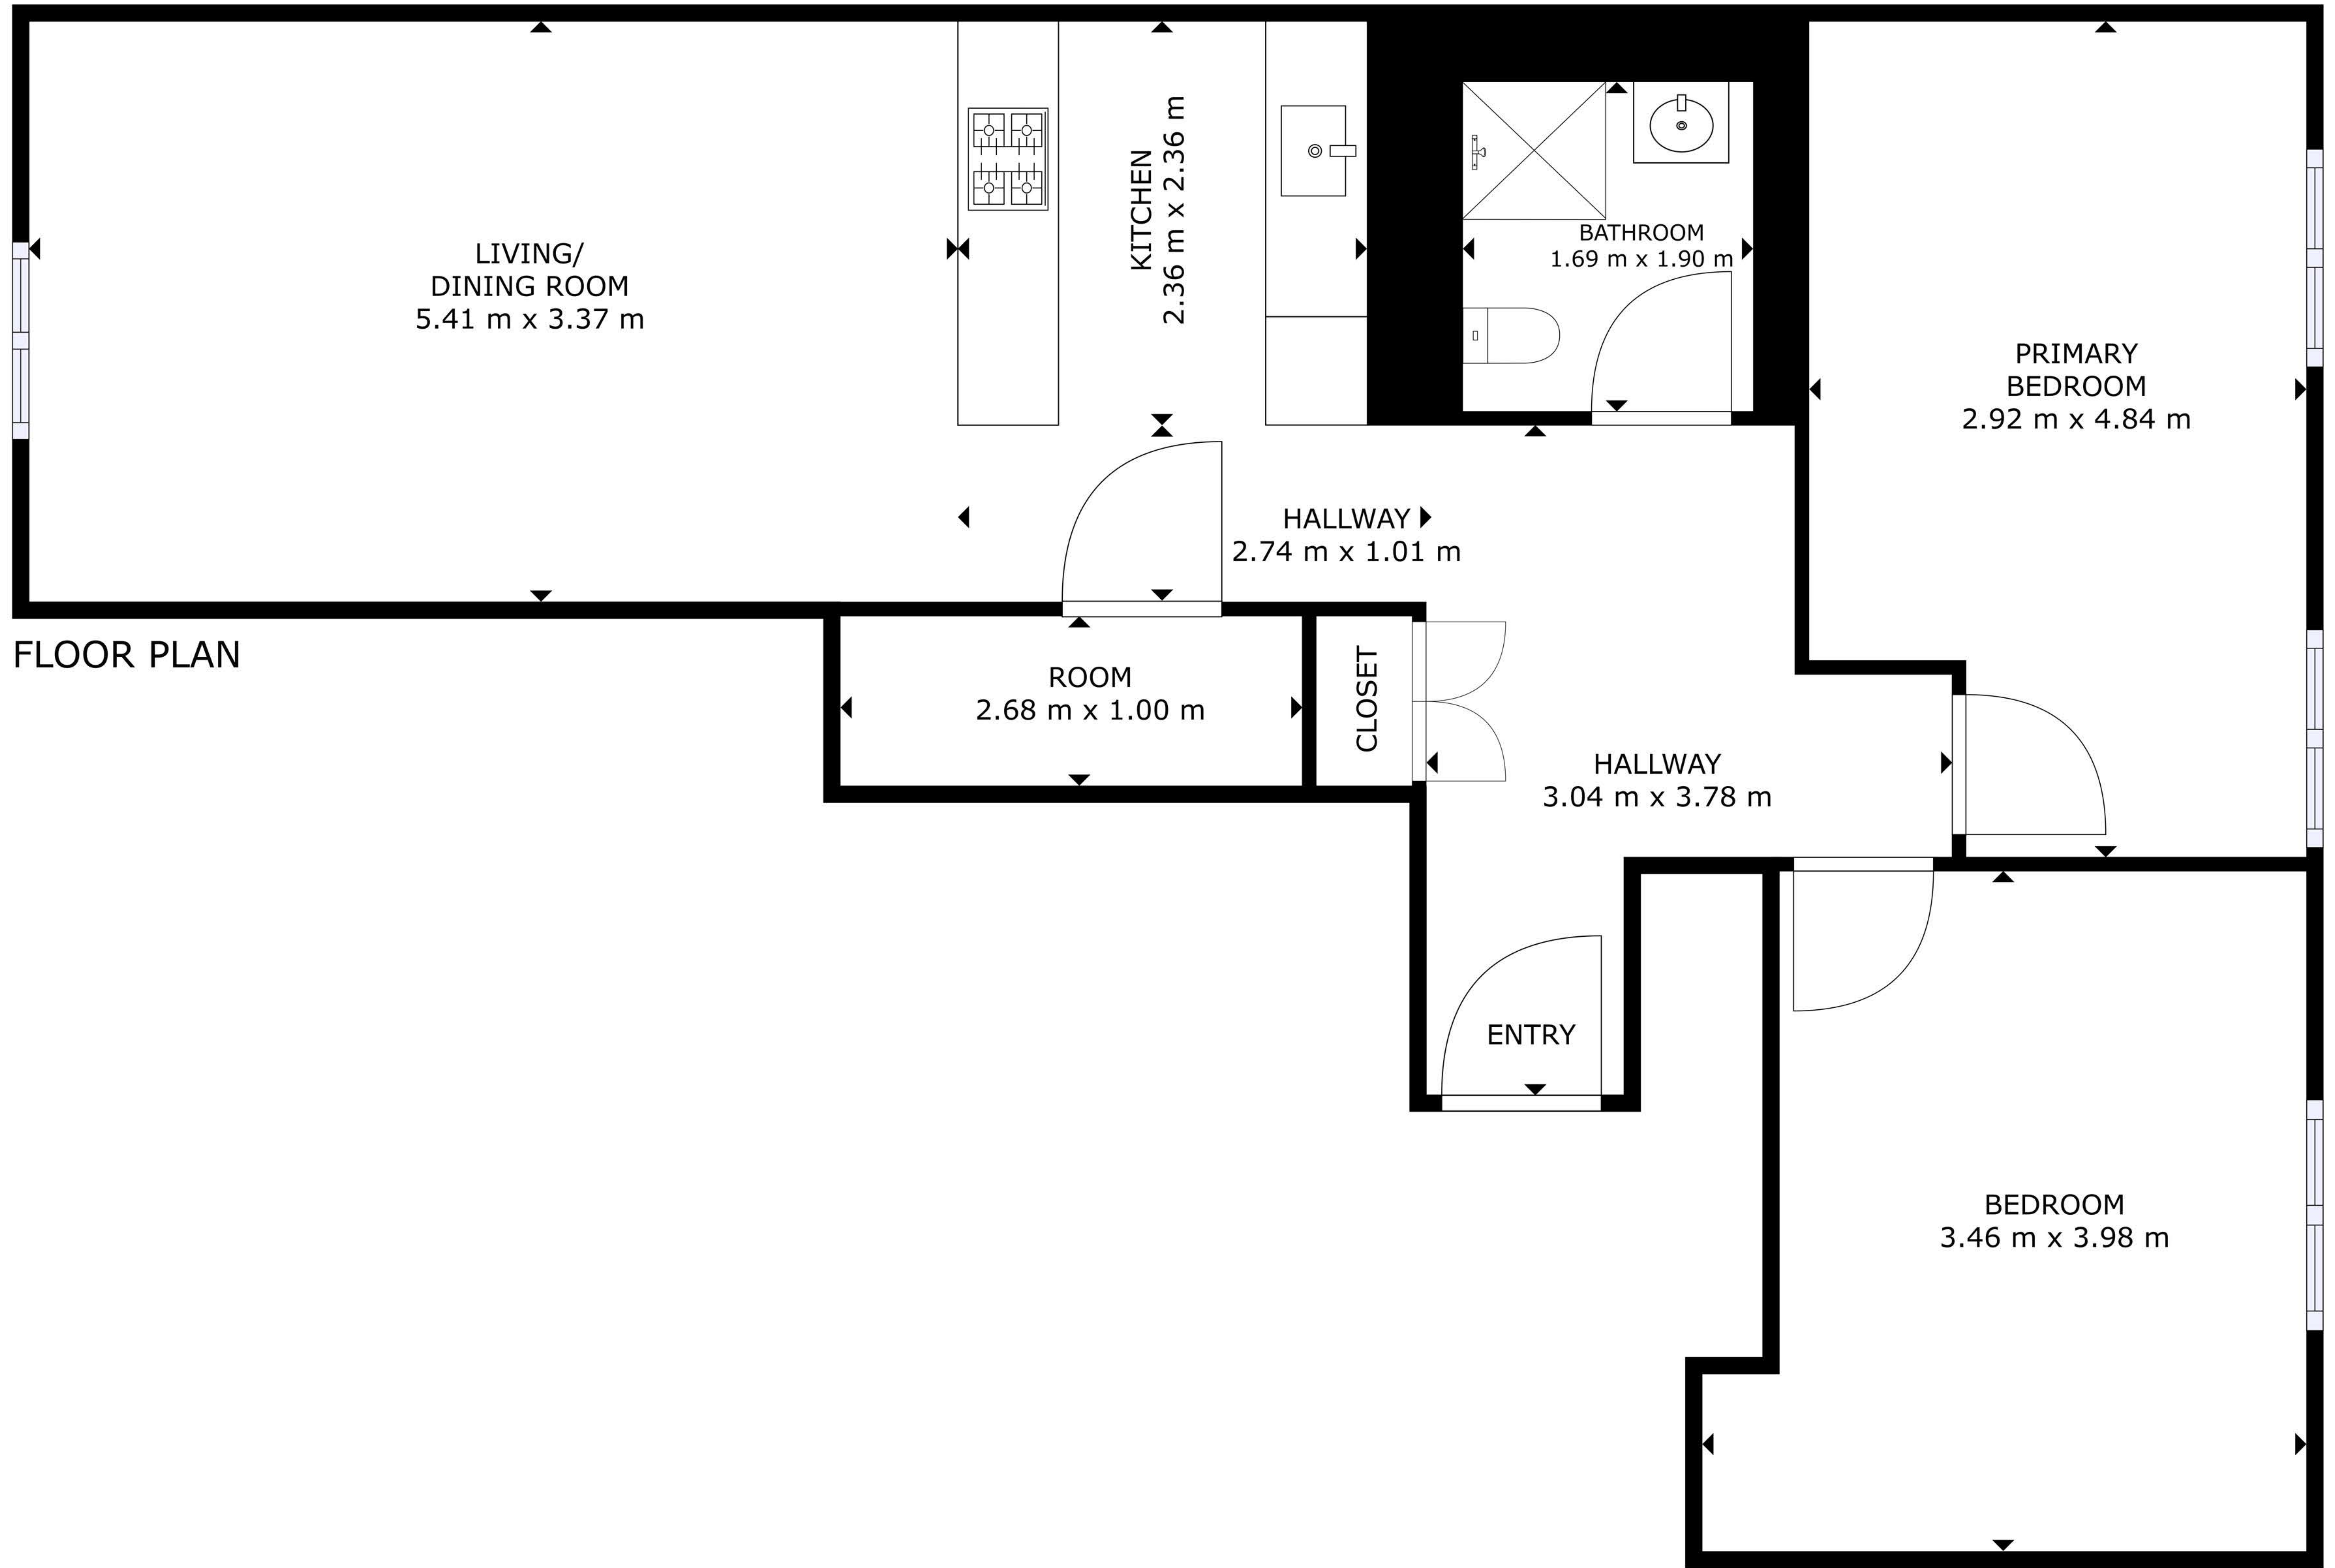 LIVING/
DINING ROOM
5.41 m x 3.37 m
KITCHEN
2.36 m x 2.36 m
BATHROOM
1.69 m x 1.90 m
PRIMARY
BEDROOM
2.92 m x 4.84 m
HALLWAY
2.74 m x 1.01 m
FLOOR PLAN
ROOM
2.68 m x 1.00 m
CLOSET
HALLWAY
3.04 m x 3.78 m
ENTRY
BEDROOM
3.46 m x 3.98 m